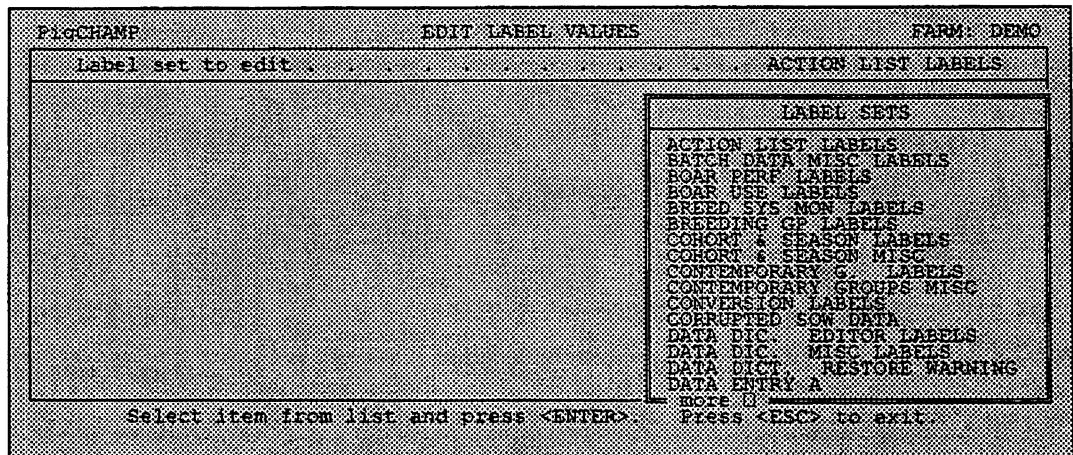 PigCHAMP EDIT LABEL VALUES FARM: DEMO
Label set to edit . . . . . . . . . . . . . ACTION LIST LABELS
LABEL SETS
ACTION LIST LABELS
BATCH DATA MISC LABELS
BOAR PERF LABELS
BOAR USE LABELS
BREED SYS MON LABELS
BREEDING GP LABELS
COHORT & SEASON LABELS
COHORT & SEASON MISC
CONTEMPORARY G. LABELS
CONTEMPORARY GROUPS MISC
CONVERSION LABELS
CORRUPTED SOW DATA
DATA DIC. EDITOR LABELS
DATA DIC. MISC LABELS
DATA DICT. RESTORE WARNING
DATA ENTRY A
more
Select item from list and press <ENTER>. Press <ESC> to exit.